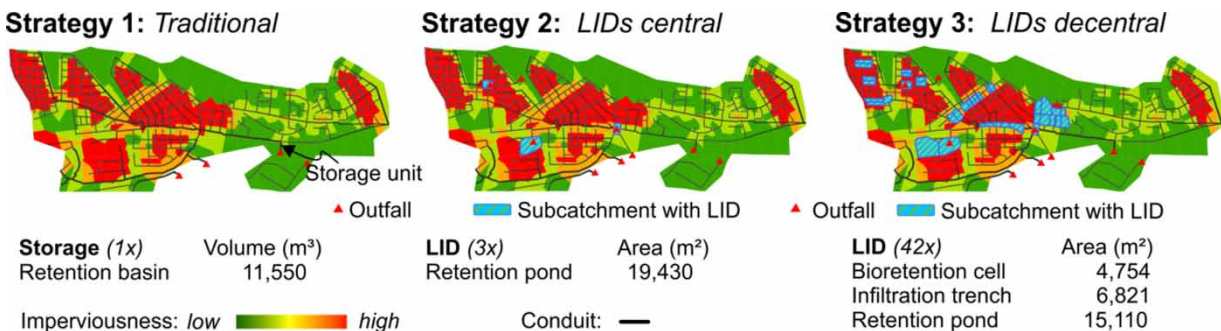 Strategy 1: Traditional
Strategy 2: LIDs central
Strategy 3: LIDs decentral
Storage unit
Outfall
Subcatchment with LID
Outfall
Subcatchment with LID
Storage (1x) Volume (m³)
Retention basin 11,550
LID (3x) Area (m²)
Retention pond 19,430
LID (42x) Area (m²)
Bioretention cell 4,754
Infiltration trench 6,821
Retention pond 15,110
Imperviousness: low high
Conduit: